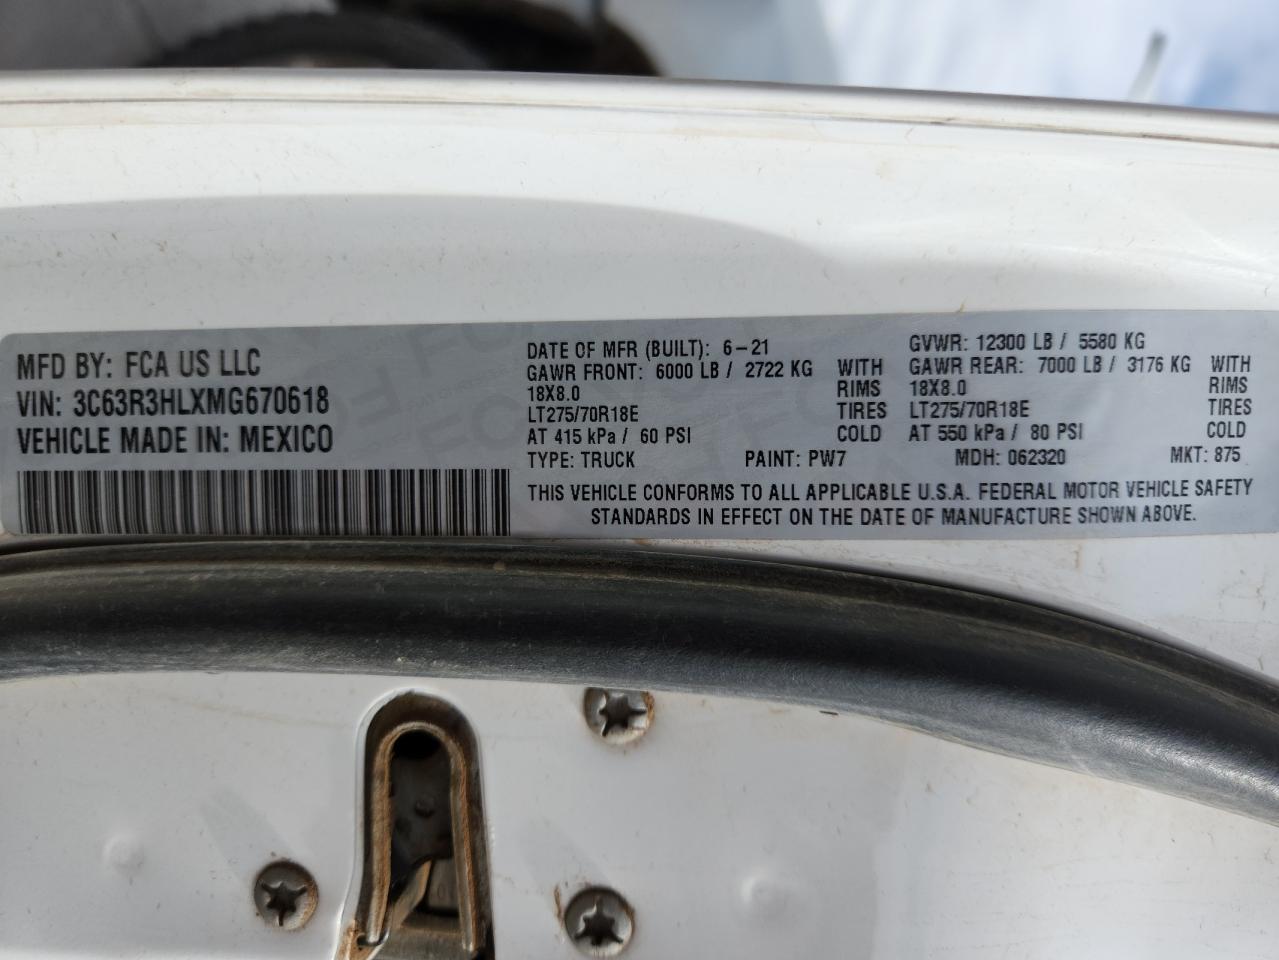 MFD BY: FCA US LLC
VIN: 3C63R3HLXMG670618
VEHICLE MADE IN: MEXICO
DATE OF MFR (BUILT): 6-21
GAWR FRONT: 6000 LB / 2722 KG WITH
18X8.0 RIMS
LT275/70R18E TIRES
AT 415 kPa / 60 PSI COLD
GVWR: 12300 LB / 5580 KG
GAWR REAR: 7000 LB / 3176 KG WITH
18X8.0 RIMS
LT275/70R18E TIRES
AT 550 kPa / 80 PSI COLD
TYPE: TRUCK PAINT: PW7 MDH: 062320 MKT: 875
THIS VEHICLE CONFORMS TO ALL APPLICABLE U.S.A. FEDERAL MOTOR VEHICLE SAFETY
STANDARDS IN EFFECT ON THE DATE OF MANUFACTURE SHOWN ABOVE.